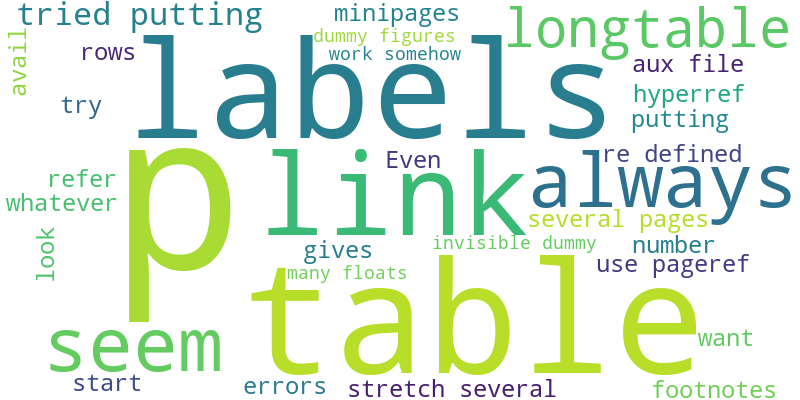 tried putting
minipages
longtable
avail
dummy figures
rows
labels
work somehow
aux file
try
hyperref
putting
p
link
Even
always
re defined
refer
whatever
several pages
look
gives
invisible dummy
number
many floats
use pageref
table
seem
want
start
errors
stretch several
footnotes